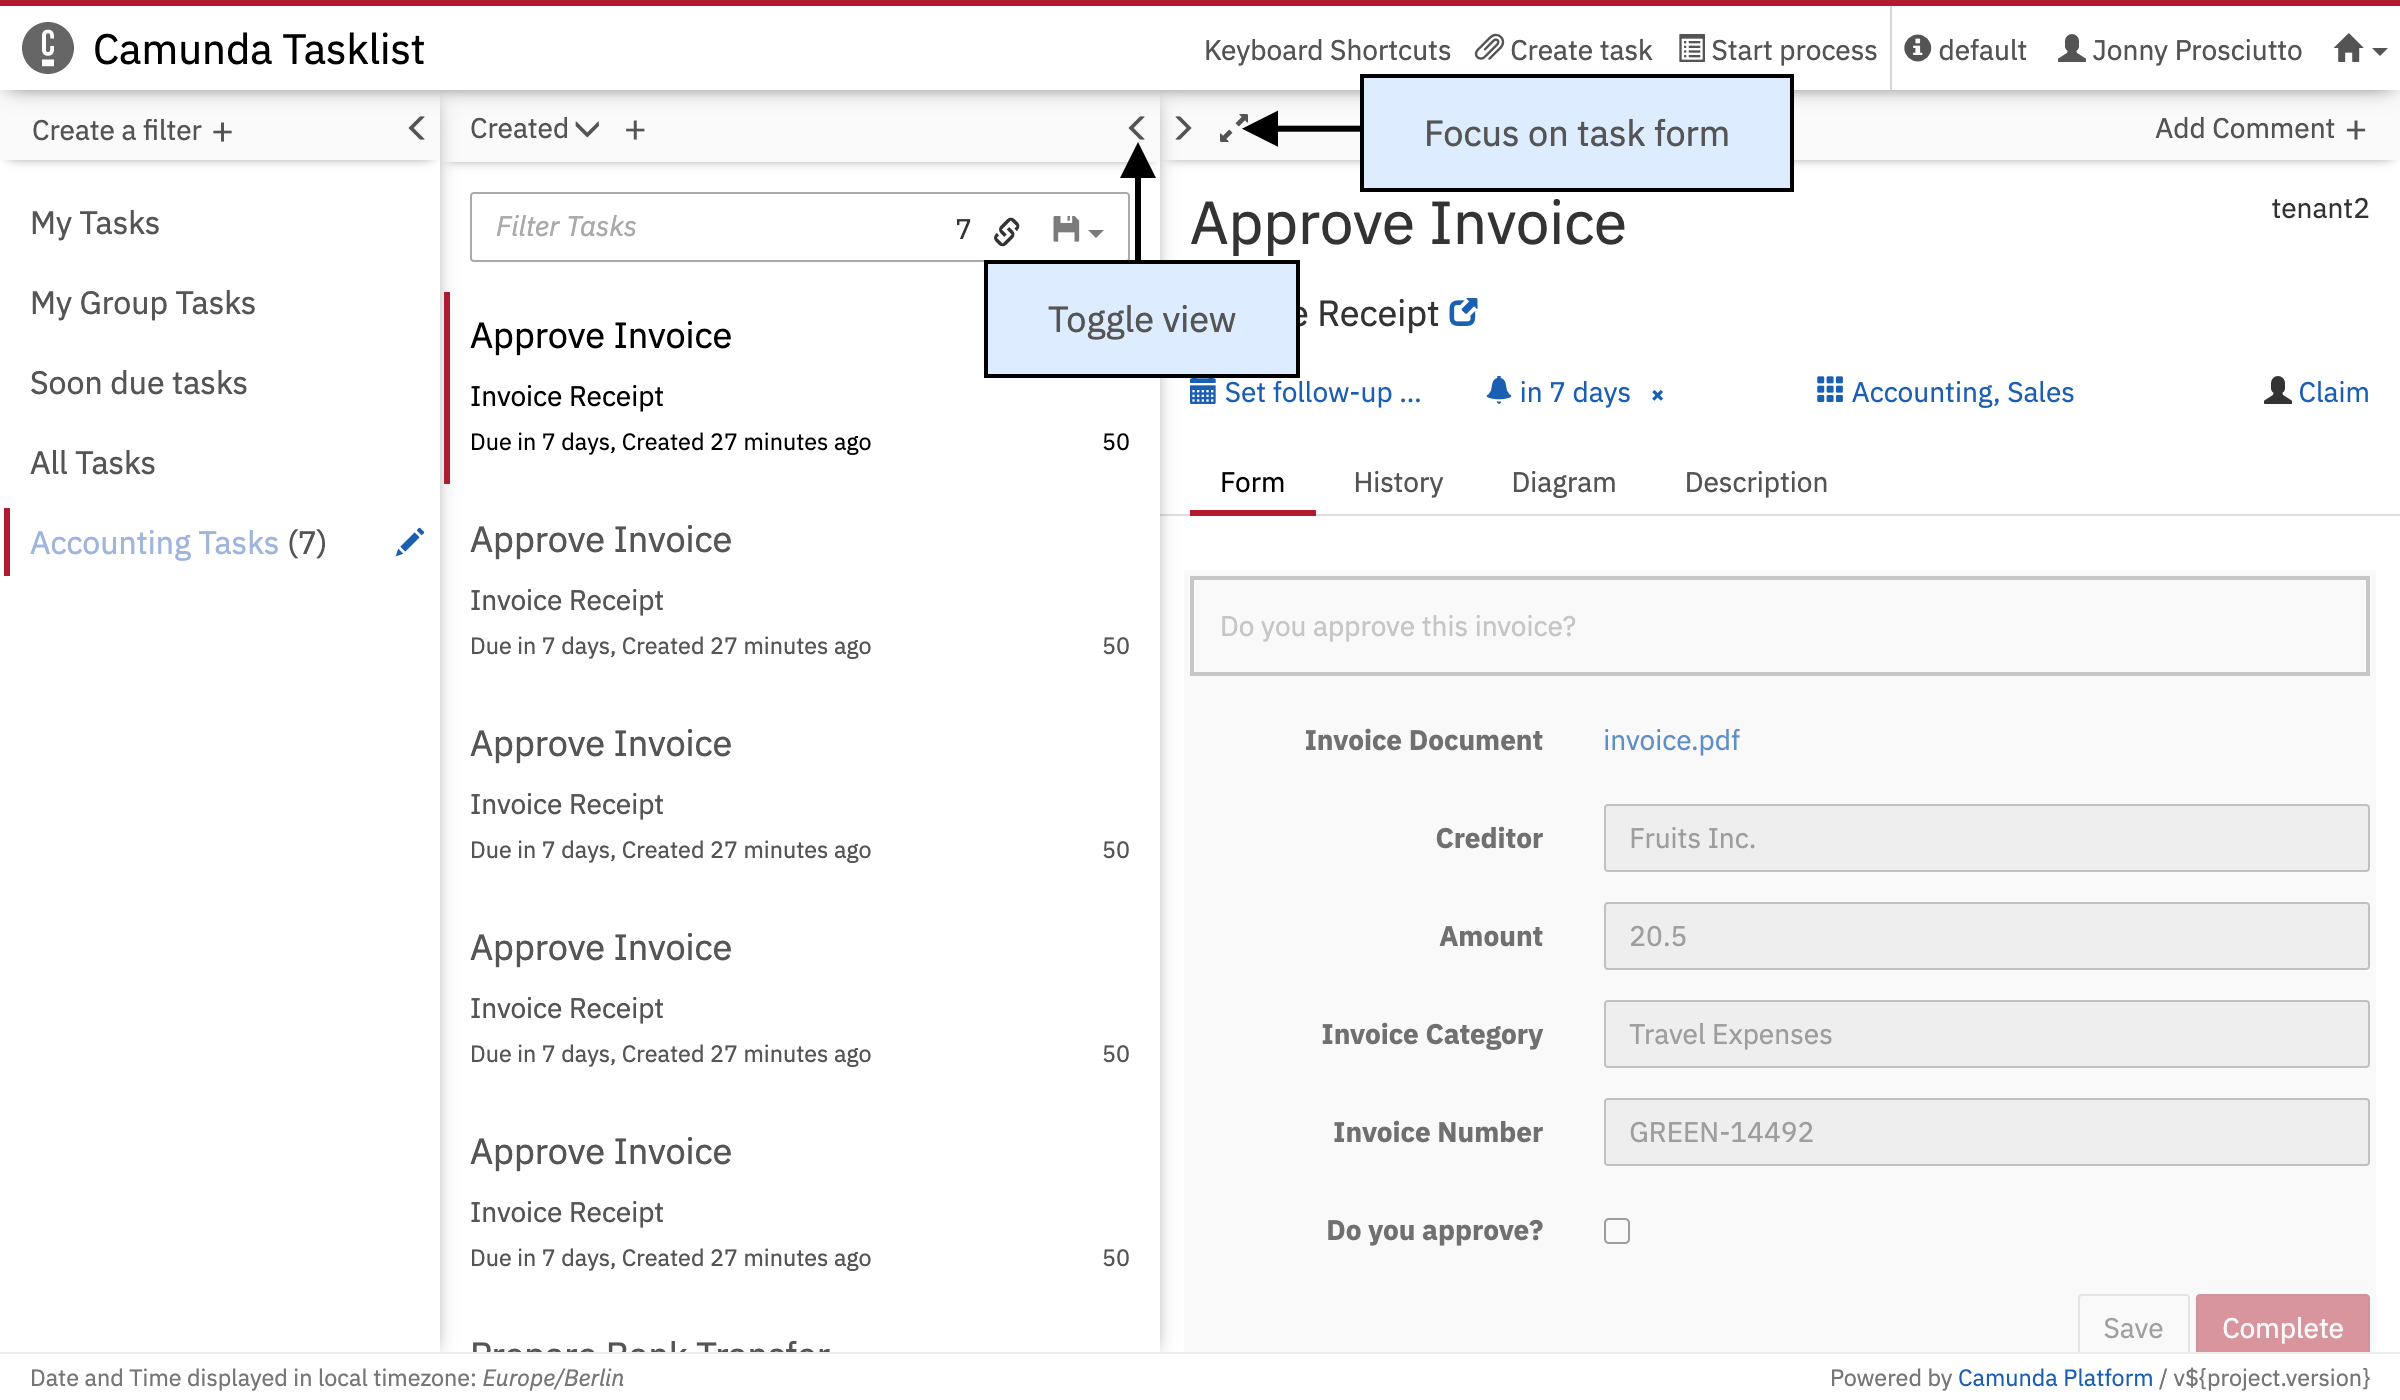 Camunda Tasklist
Keyboard Shortcuts Create task Start process default Jonny Prosciutto
Create a filter +
Created +
Focus on task form
Add Comment +
My Tasks
My Group Tasks
Soon due tasks
All Tasks
Accounting Tasks (7)
Filter Tasks 7
Toggle view
Approve Invoice
Invoice Receipt
Due in 7 days, Created 27 minutes ago 50
Approve Invoice
Invoice Receipt
Due in 7 days, Created 27 minutes ago 50
Approve Invoice
Invoice Receipt
Due in 7 days, Created 27 minutes ago 50
Approve Invoice
Invoice Receipt
Due in 7 days, Created 27 minutes ago 50
Approve Invoice
Invoice Receipt
Due in 7 days, Created 27 minutes ago 50
Prepare Bank Transfer
Approve Invoice
tenant2
Receipt
Set follow-up ... in 7 days × Accounting, Sales Claim
Form History Diagram Description
Do you approve this invoice?
Invoice Document invoice.pdf
Creditor Fruits Inc.
Amount 20.5
Invoice Category Travel Expenses
Invoice Number GREEN-14492
Do you approve?
Save Complete
Date and Time displayed in local timezone: Europe/Berlin
Powered by Camunda Platform / v${project.version}